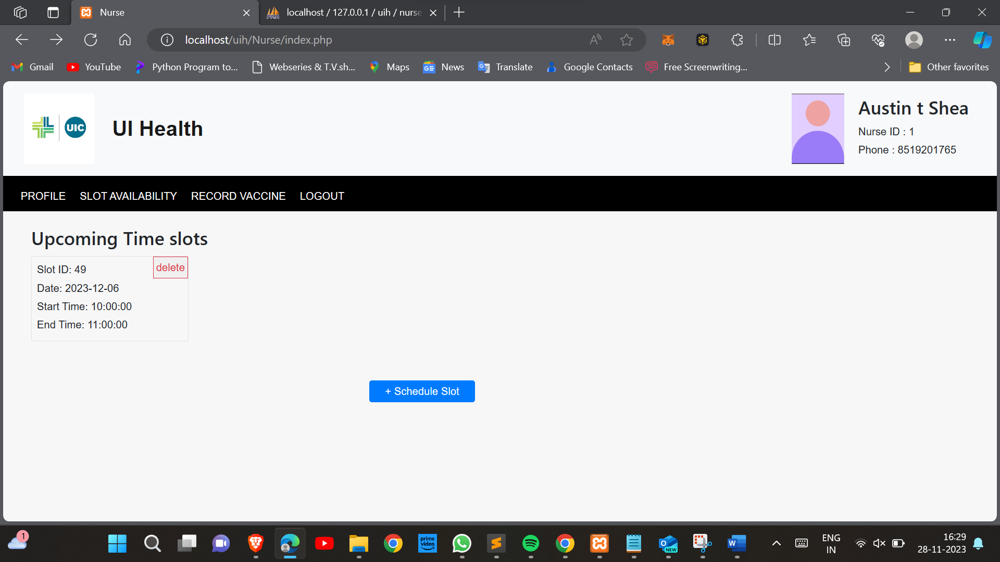 Nurse
localhost / 127.0.0.1 / uih / nurse
localhost/uih/Nurse/index.php
Gmail
YouTube
Python Program to...
Webseries & T.V.sh...
Maps
News
Translate
Google Contacts
Free Screenwriting...
Other favorites
UIC
UI Health
Austin t Shea
Nurse ID : 1
Phone : 8519201765
PROFILE
SLOT AVAILABILITY
RECORD VACCINE
LOGOUT
Upcoming Time slots
Slot ID: 49
delete
Date: 2023-12-06
Start Time: 10:00:00
End Time: 11:00:00
+ Schedule Slot
1
prime
video
NEW
ENG
IN
16:29
28-11-2023